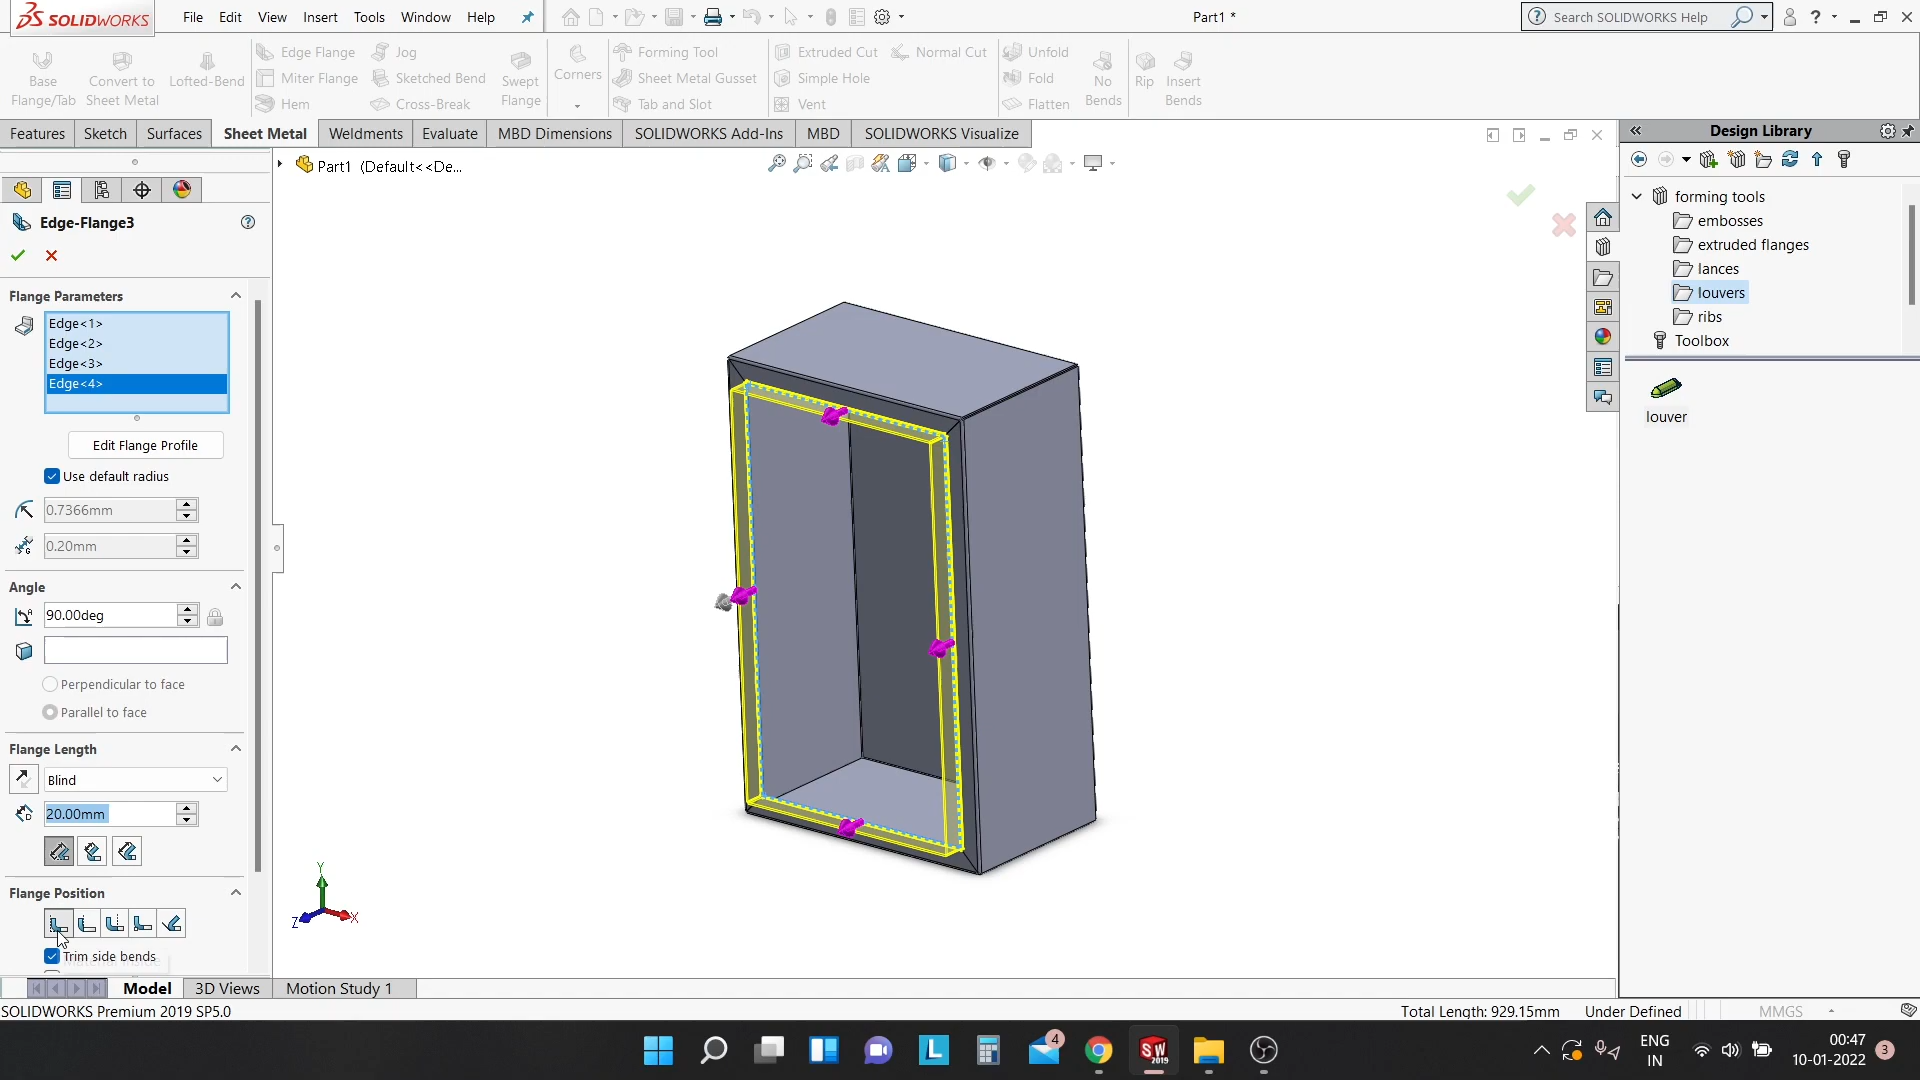 SOLIDWORKS File Edit View Insert Tools Window Help Part1 * Search SOLIDWORKS Help
Base Flange/Tab
Convert to Sheet Metal
Lofted-Bend
Edge Flange
Miter Flange
Hem
Jog
Sketched Bend
Cross-Break
Swept Flange
Corners
Forming Tool
Sheet Metal Gusset
Tab and Slot
Extruded Cut
Simple Hole
Vent
Normal Cut
Unfold
Fold
Flatten
No Bends
Rip
Insert Bends
Features Sketch Surfaces Sheet Metal Weldments Evaluate MBD Dimensions SOLIDWORKS Add-Ins MBD SOLIDWORKS Visualize
Part1 (Default<<De...
Edge-Flange3
Flange Parameters
Edge<1>
Edge<2>
Edge<3>
Edge<4>
Edit Flange Profile
Use default radius
0.7366mm
0.20mm
Angle
90.00deg
Perpendicular to face
Parallel to face
Flange Length
Blind
20.00mm
Flange Position
Trim side bends
Y
Z
X
Design Library
forming tools
embosses
extruded flanges
lances
louvers
ribs
Toolbox
louver
Model 3D Views Motion Study 1
SOLIDWORKS Premium 2019 SP5.0 Total Length: 929.15mm Under Defined MMGS
L
4
SW
2019
ENG
IN
00:47
10-01-2022
3